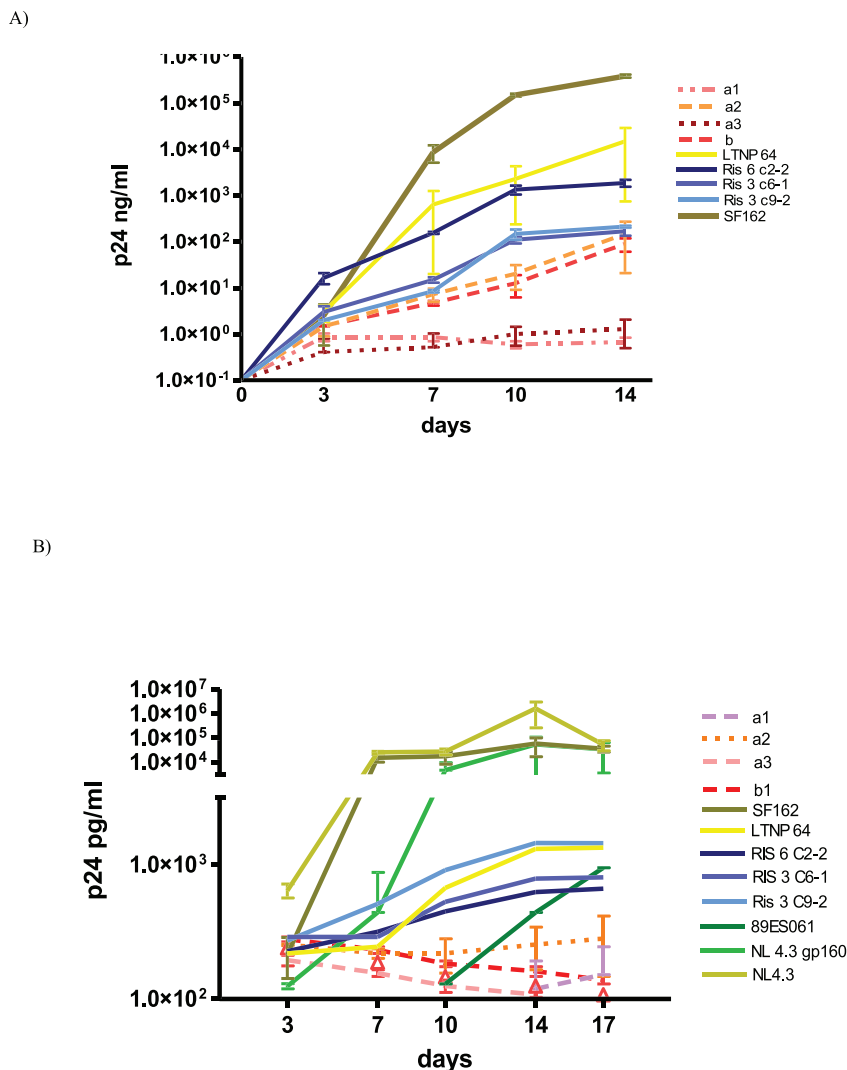 A)
1.0×10⁶
1.0×10⁵
1.0×10⁴
1.0×10³
1.0×10²
1.0×10¹
1.0×10⁰
1.0×10⁻¹
p24 ng/ml
0 3 7 10 14
days
a1
a2
a3
b
LTNP 64
Ris 6 c2-2
Ris 3 c6-1
Ris 3 c9-2
SF162
B)
1.0×10⁷
1.0×10⁶
1.0×10⁵
1.0×10⁴
1.0×10³
1.0×10²
p24 pg/ml
3 7 10 14 17
days
a1
a2
a3
b1
SF162
LTNP 64
RIS 6 C2-2
RIS 3 C6-1
Ris 3 C9-2
89ES061
NL 4.3 gp160
NL4.3